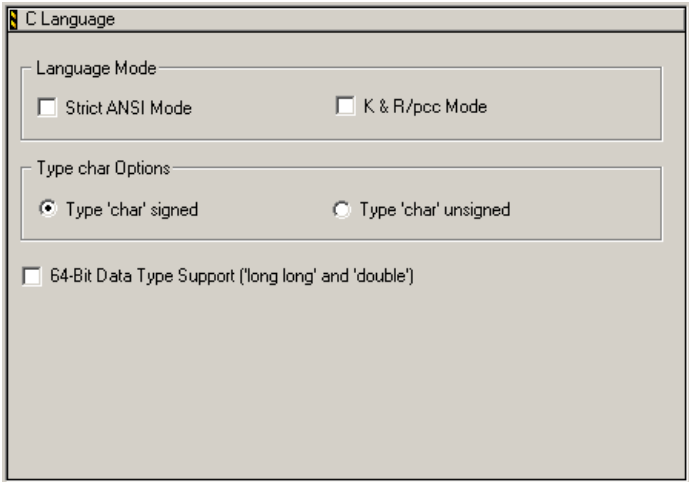 C Language
Language Mode
Strict ANSI Mode
K & R/pcc Mode
Type char Options
Type 'char' signed
Type 'char' unsigned
64-Bit Data Type Support ('long long' and 'double')